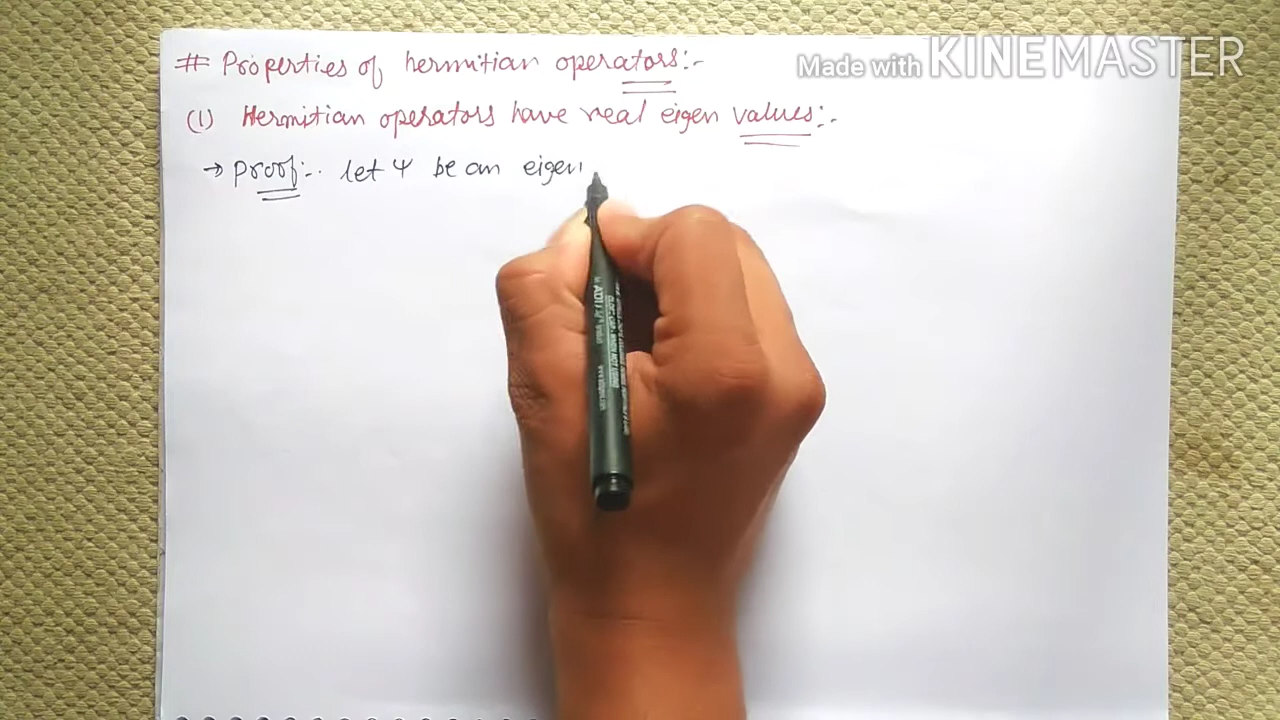 # Properties of hermitian operators:-
Made with KINEMASTER
(1) Hermitian operators have real eigen values:-
→ Proof:- let Ψ be an eigen